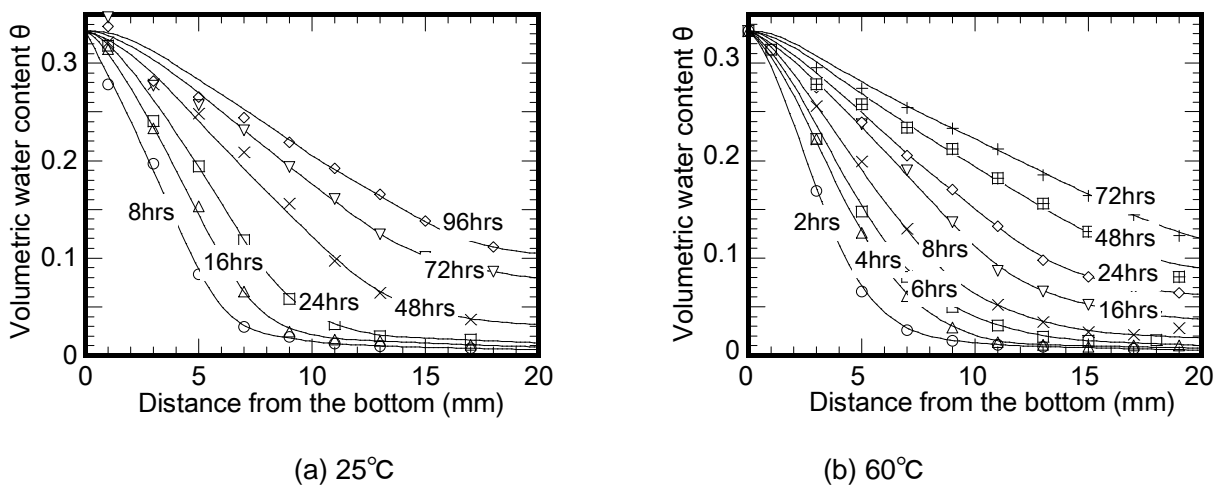 Volumetric water content θ
0.3
0.2
0.1
0
8hrs
16hrs
24hrs
48hrs
72hrs
96hrs
0
5
10
15
20
Distance from the bottom (mm)
(a) 25℃
Volumetric water content θ
0.3
0.2
0.1
0
2hrs
4hrs
6hrs
8hrs
16hrs
24hrs
48hrs
72hrs
0
5
10
15
20
Distance from the bottom (mm)
(b) 60℃